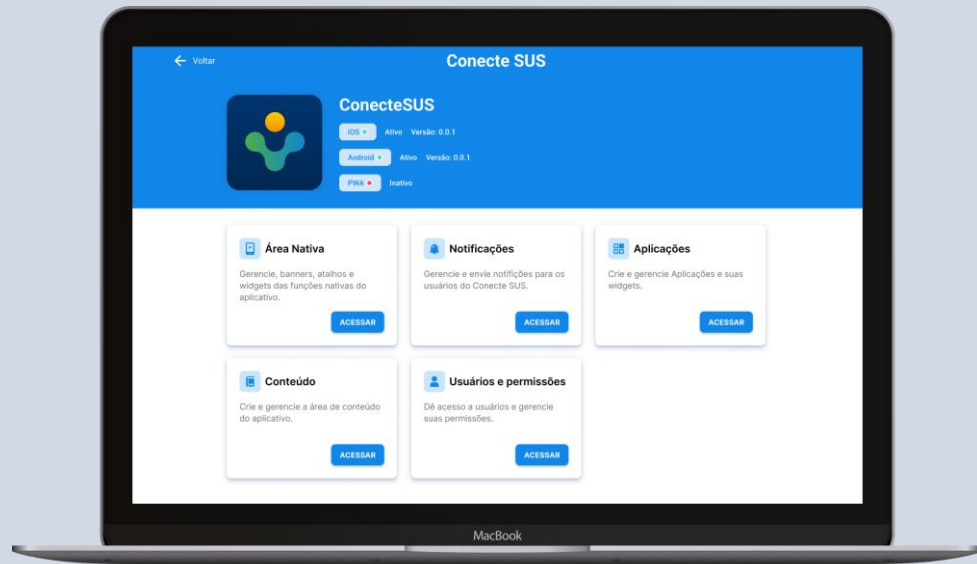 Voltar
Conecte SUS
ConecteSUS
iOS Ativo Versão: 0.0.1
Android Ativo Versão: 0.0.1
PWA Inativo
Área Nativa
Gerencie, banners, atalhos e
widgets das funções nativas do
aplicativo.
ACESSAR
Notificações
Gerencie e envie notifições para os
usuários do Conecte SUS.
ACESSAR
Aplicações
Crie e gerencie Aplicações e suas
widgets.
ACESSAR
Conteúdo
Crie e gerencie a área de conteúdo
do aplicativo.
ACESSAR
Usuários e permissões
Dê acesso a usuários e gerencie
suas permissões.
ACESSAR
MacBook